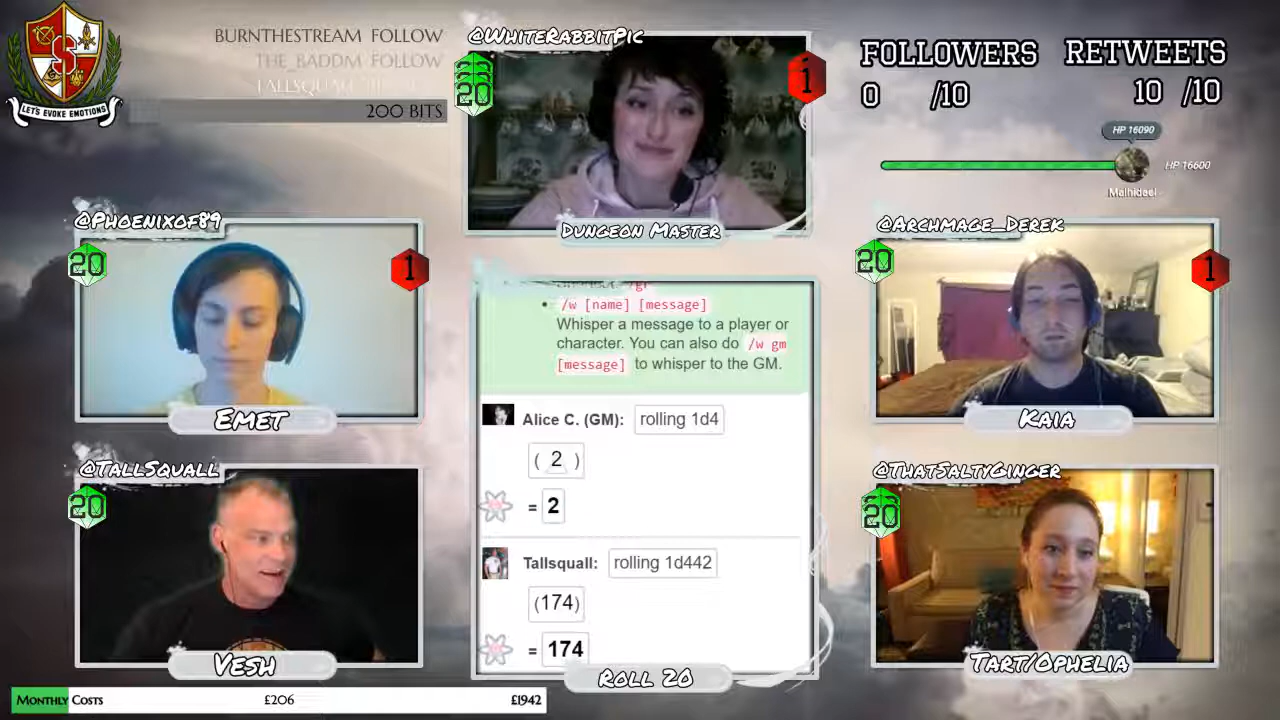 LET'S EVOKE EMOTIONS
BURNTHESTREAM FOLLOW
THE_BADDM FOLLOW
200 BITS
@WHITERABBITPIC
20
1
DUNGEON MASTER
FOLLOWERS
0 /10
RETWEETS
10 /10
HP 16090
HP 16600
Malhidael
@PHOENIXOF89
20
1
EMET
@ARCHMAGE_DEREK
20
1
KAIA
/w [name] [message]
Whisper a message to a player or
character. You can also do /w gm
[message] to whisper to the GM.
Alice C. (GM): rolling 1d4
( 2 )
= 2
Tallsquall: rolling 1d442
(174)
= 174
ROLL 20
@TALLSQUALL
20
VESH
@THATSALTYGINGER
20
TART/OPHELIA
MONTHLY COSTS £206 £1942